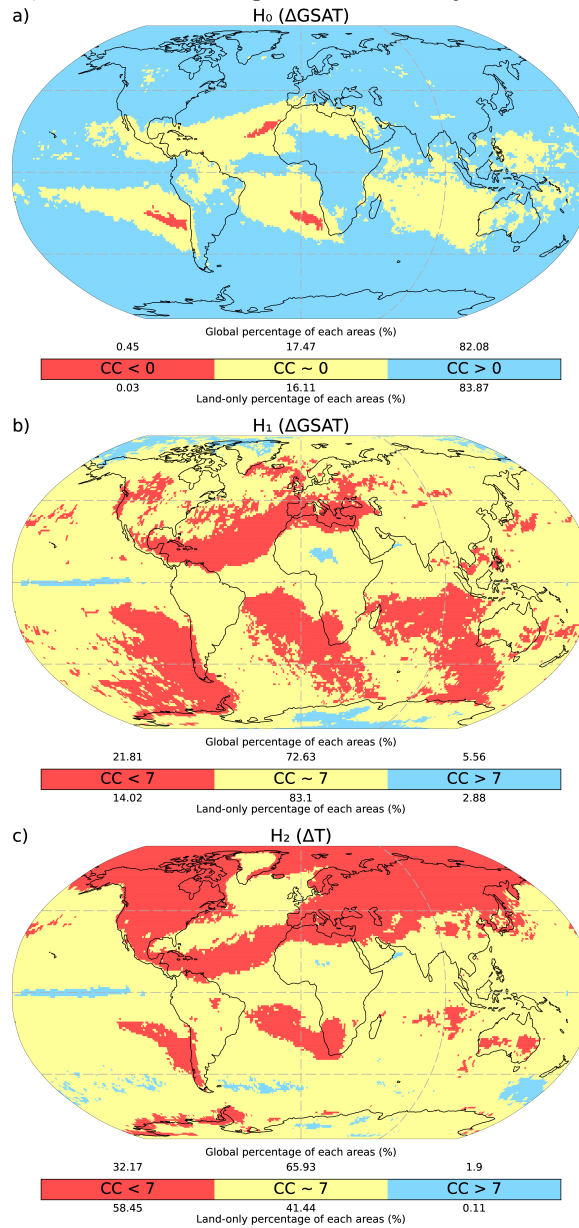 a)
H₀ (ΔGSAT)
Global percentage of each areas (%)
0.45 17.47 82.08
CC < 0 CC ~ 0 CC > 0
0.03 16.11 83.87
Land-only percentage of each areas (%)
b)
H₁ (ΔGSAT)
Global percentage of each areas (%)
21.81 72.63 5.56
CC < 7 CC ~ 7 CC > 7
14.02 83.1 2.88
Land-only percentage of each areas (%)
c)
H₂ (ΔT)
Global percentage of each areas (%)
32.17 65.93 1.9
CC < 7 CC ~ 7 CC > 7
58.45 41.44 0.11
Land-only percentage of each areas (%)